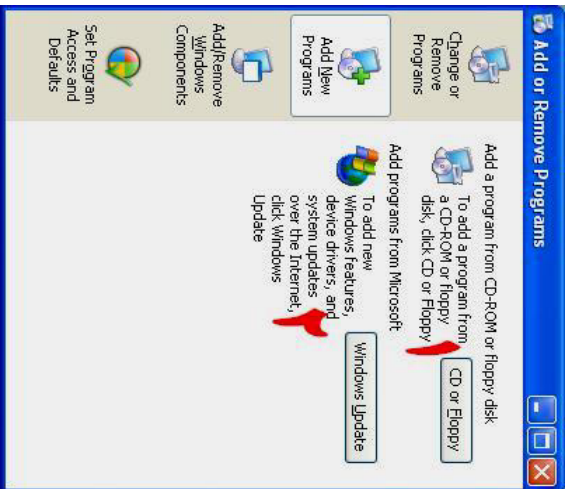 Add or Remove Programs
Change or
Remove
Programs
Add New
Programs
Add/Remove
Windows
Components
Set Program
Access and
Defaults
Add a program from CD-ROM or floppy disk
To add a program from
a CD-ROM or floppy
disk, click CD or Floppy
CD or Floppy
Add programs from Microsoft
To add new
Windows features,
device drivers, and
system updates
over the Internet,
click Windows
Update
Windows Update